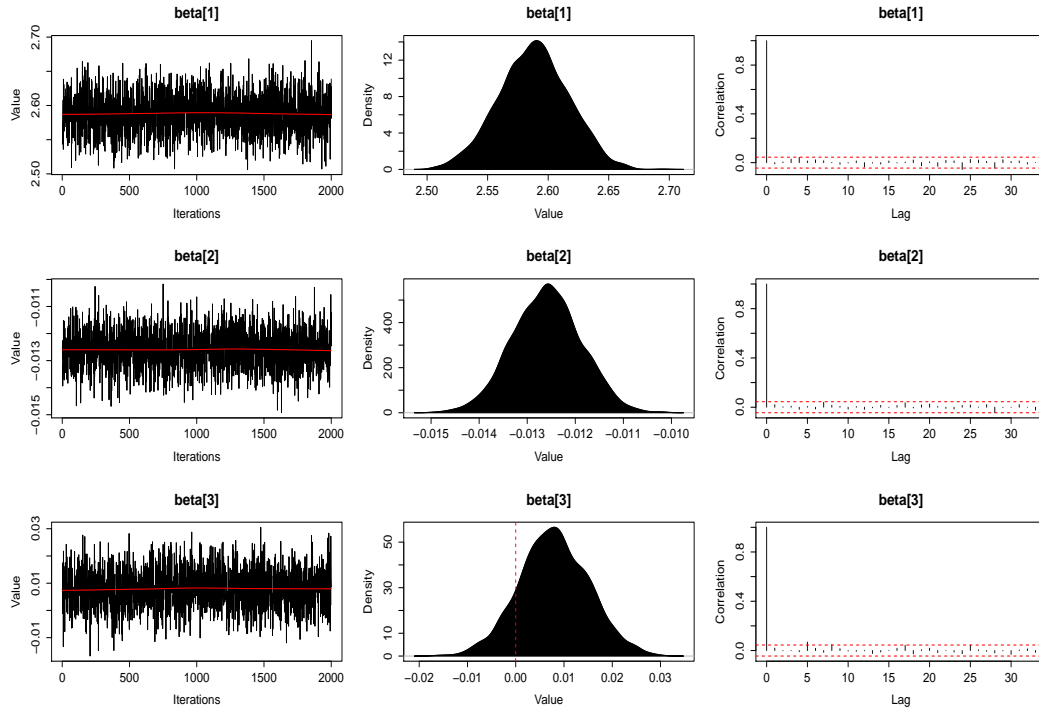 beta[1] beta[1] beta[1]
Value
2.50 2.60 2.70
0 500 1000 1500 2000
Iterations
Density
0 4 8 12
2.50 2.55 2.60 2.65 2.70
Value
Correlation
0.0 0.4 0.8
0 5 10 15 20 25 30
Lag
beta[2] beta[2] beta[2]
Value
−0.015 −0.013 −0.011
0 500 1000 1500 2000
Iterations
Density
0 200 400
−0.015 −0.014 −0.013 −0.012 −0.011 −0.010
Value
Correlation
0.0 0.4 0.8
0 5 10 15 20 25 30
Lag
beta[3] beta[3] beta[3]
Value
−0.01 0.01 0.03
0 500 1000 1500 2000
Iterations
Density
0 10 30 50
−0.02 −0.01 0.00 0.01 0.02 0.03
Value
Correlation
0.0 0.4 0.8
0 5 10 15 20 25 30
Lag